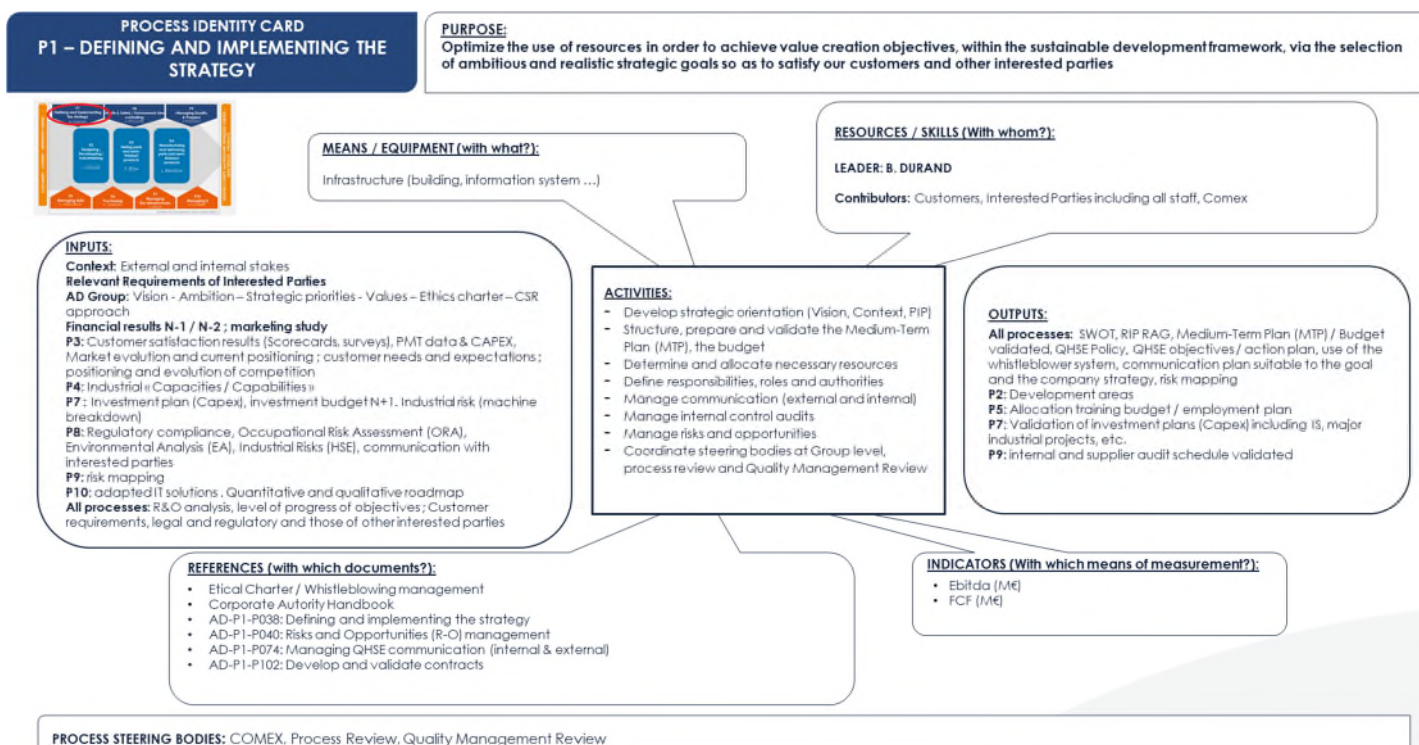 PROCESS IDENTITY CARD
P1 – DEFINING AND IMPLEMENTING THE
STRATEGY
PURPOSE:
Optimize the use of resources in order to achieve value creation objectives, within the sustainable development framework, via the selection
of ambitious and realistic strategic goals so as to satisfy our customers and other interested parties
MEANS / EQUIPMENT (with what?):
Infrastructure (building, information system …)
RESOURCES / SKILLS (With whom?):
LEADER: B. DURAND
Contributors: Customers, Interested Parties including all staff, Comex
INPUTS:
Context: External and internal stakes
Relevant Requirements of Interested Parties
AD Group: Vision - Ambition – Strategic priorities - Values – Ethics charter – CSR
approach
Financial results N-1 / N-2 ; marketing study
P3: Customer satisfaction results (Scorecards, surveys), PMT data & CAPEX,
Market evolution and current positioning ; customer needs and expectations ;
positioning and evolution of competition
P4: Industrial « Capacities / Capabilities »
P7 : Investment plan (Capex), investment budget N+1. Industrial risk (machine
breakdown)
P8: Regulatory compliance, Occupational Risk Assessment (ORA),
Environmental Analysis (EA), Industrial Risks (HSE), communication with
interested parties
P9: risk mapping
P10: adapted IT solutions . Quantitative and qualitative roadmap
All processes: R&O analysis, level of progress of objectives ; Customer
requirements, legal and regulatory and those of other interested parties
ACTIVITIES:
- Develop strategic orientation (Vision, Context, PIP)
- Structure, prepare and validate the Medium-Term
Plan (MTP), the budget
- Determine and allocate necessary resources
- Define responsibilities, roles and authorities
- Manage communication (external and internal)
- Manage internal control audits
- Manage risks and opportunities
- Coordinate steering bodies at Group level,
process review and Quality Management Review
OUTPUTS:
All processes: SWOT, RIP RAG, Medium-Term Plan (MTP) / Budget
validated, QHSE Policy, QHSE objectives / action plan, use of the
whistleblower system, communication plan suitable to the goal
and the company strategy, risk mapping
P2: Development areas
P5: Allocation training budget / employment plan
P7: Validation of investment plans (Capex) including IS, major
industrial projects, etc.
P9: internal and supplier audit schedule validated
REFERENCES (with which documents?):
• Etical Charter / Whistleblowing management
• Corporate Autority Handbook
• AD-P1-P038: Defining and implementing the strategy
• AD-P1-P040: Risks and Opportunities (R-O) management
• AD-P1-P074: Managing QHSE communication (internal & external)
• AD-P1-P102: Develop and validate contracts
INDICATORS (With which means of measurement?):
• Ebitda (M€)
• FCF (M€)
PROCESS STEERING BODIES: COMEX, Process Review, Quality Management Review